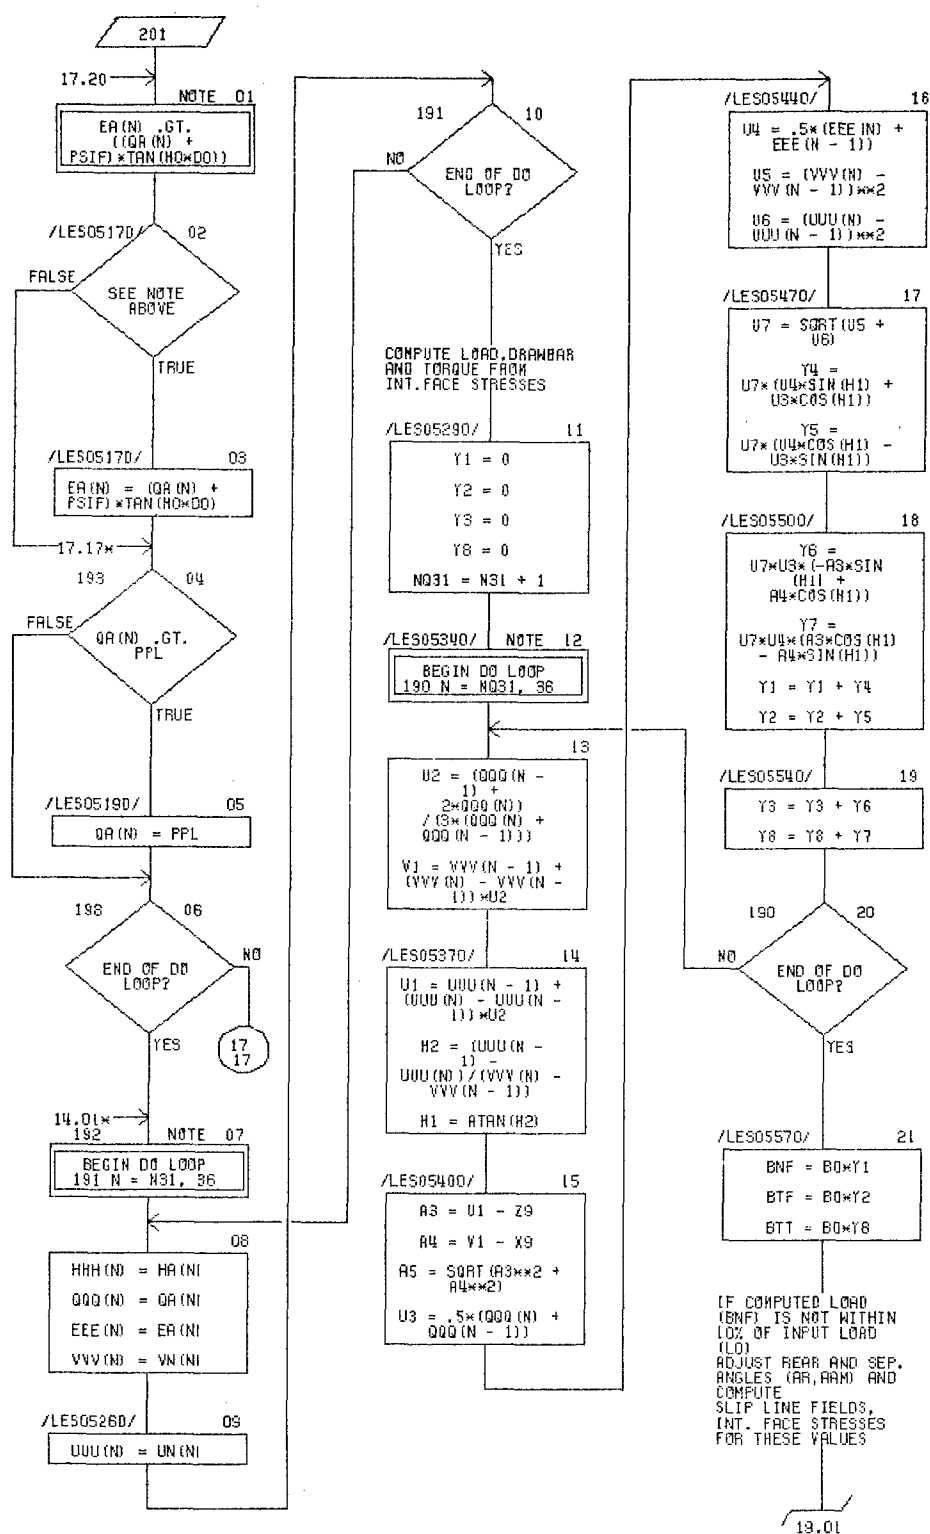 201
17.20
NOTE 01
EA(N) .GT.
((QA(N) +
PSIF)*TAN(HO*DO))
/LES0517D/ 02
FALSE
SEE NOTE
ABOVE
TRUE
/LES0517D/ 03
EA(N) = (QA(N) +
PSIF)*TAN(HO*DO)
17.17*
193 04
FALSE
QA(N) .GT.
PPL
TRUE
/LES0519D/ 05
QA(N) = PPL
198 06
NO
END OF DO
LOOP?
YES
17
17
14.01*
192 NOTE 07
BEGIN DO LOOP
191 N = N31, 36
08
HHH(N) = HA(N)
QQQ(N) = QA(N)
EEE(N) = EA(N)
VVV(N) = VN(N)
/LES0526D/ 09
UUU(N) = UN(N)
191 10
NO
END OF DO
LOOP?
YES
COMPUTE LOAD,DRAWBAR
AND TORQUE FROM
INT.FACE STRESSES
/LES05290/ 11
Y1 = 0
Y2 = 0
Y3 = 0
Y8 = 0
NQ31 = N31 + 1
/LES05340/ NOTE 12
BEGIN DO LOOP
190 N = NQ31, 36
13
U2 = (QQQ(N -
1) +
2*QQQ(N))
/(3*(QQQ(N) +
QQQ(N - 1)))
V1 = VVV(N - 1) +
(VVV(N) - VVV(N -
1))*U2
/LES05370/ 14
U1 = UUU(N - 1) +
(UUU(N) - UUU(N -
1))*U2
H2 = (UUU(N -
1) -
UUU(N))/(VVV(N) -
VVV(N - 1))
H1 = ATAN(H2)
/LES05400/ 15
A3 = U1 - Z9
A4 = V1 - X9
A5 = SQRT(A3**2 +
A4**2)
U3 = .5*(QQQ(N) +
QQQ(N - 1))
/LES05440/ 16
U4 = .5*(EEE(N) +
EEE(N - 1))
U5 = (VVV(N) -
VVV(N - 1))**2
U6 = (UUU(N) -
UUU(N - 1))**2
/LES05470/ 17
U7 = SQRT(U5 +
U6)
Y4 =
U7*(U4*SIN(H1) +
U3*COS(H1))
Y5 =
U7*(U4*COS(H1) -
U3*SIN(H1))
/LES05500/ 18
Y6 =
U7*U3*(-A3*SIN
(H1) +
A4*COS(H1))
Y7 =
U7*U4*(A3*COS(H1)
- A4*SIN(H1))
Y1 = Y1 + Y4
Y2 = Y2 + Y5
/LES05540/ 19
Y3 = Y3 + Y6
Y8 = Y8 + Y7
190 20
NO
END OF DO
LOOP?
YES
/LES05570/ 21
BNF = BO*Y1
BTF = BO*Y2
BTT = BO*Y8
IF COMPUTED LOAD
(BNF) IS NOT WITHIN
10% OF INPUT LOAD
(LO)
ADJUST REAR AND SEP.
ANGLES (AR,AAM) AND
COMPUTE
SLIP LINE FIELDS,
INT. FACE STRESSES
FOR THESE VALUES
19.01